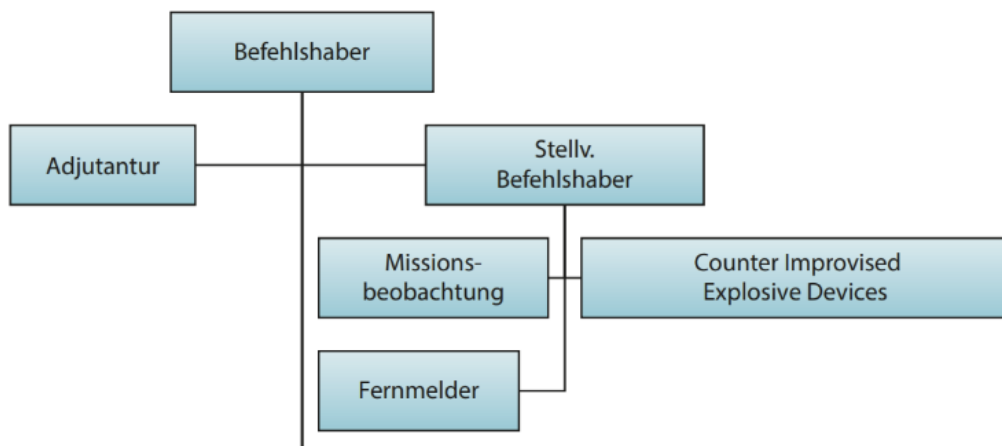 Befehlshaber
Adjutantur
Stellv.
Befehlshaber
Missions-
beobachtung
Counter Improvised
Explosive Devices
Fernmelder